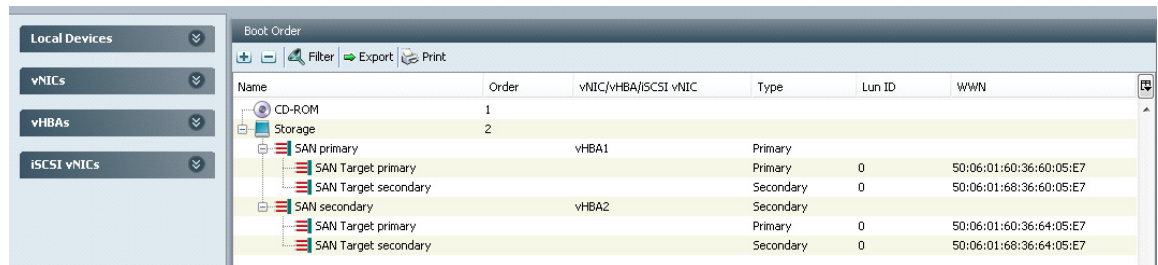 Local Devices
vNICs
vHBAs
iSCSI vNICs
Boot Order
Filter Export Print
Name Order vNIC/vHBA/iSCSI vNIC Type Lun ID WWN
CD-ROM 1
Storage 2
SAN primary vHBA1 Primary
SAN Target primary Primary 0 50:06:01:60:36:60:05:E7
SAN Target secondary Secondary 0 50:06:01:68:36:60:05:E7
SAN secondary vHBA2 Secondary
SAN Target primary Primary 0 50:06:01:60:36:64:05:E7
SAN Target secondary Secondary 0 50:06:01:68:36:64:05:E7